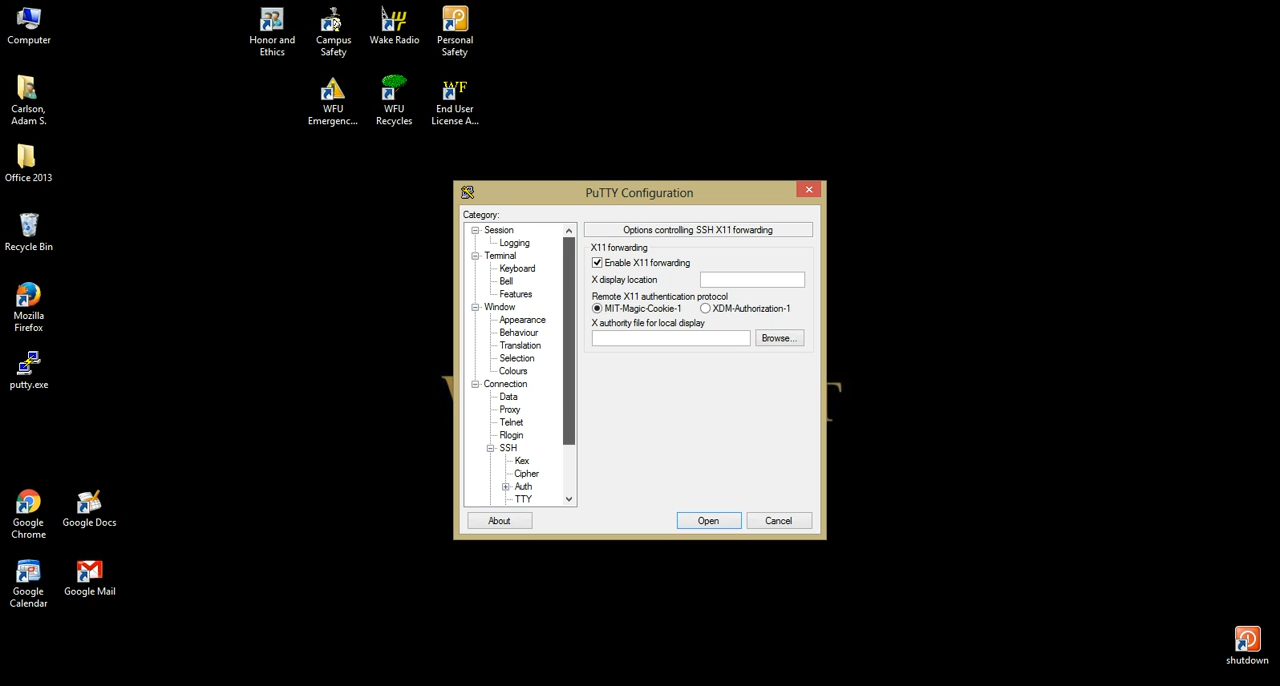 Computer
Honor and
Ethics
Campus
Safety
Wake Radio
Personal
Safety
Carlson,
Adam S.
WFU
Emergenc...
WFU
Recycles
WF
End User
License A...
Office 2013
Recycle Bin
Mozilla
Firefox
putty.exe
Google
Chrome
Google Docs
Google
Calendar
Google Mail
PuTTY Configuration
Category:
Session
Logging
Terminal
Keyboard
Bell
Features
Window
Appearance
Behaviour
Translation
Selection
Colours
Connection
Data
Proxy
Telnet
Rlogin
SSH
Kex
Cipher
Auth
TTY
Options controlling SSH X11 forwarding
X11 forwarding
Enable X11 forwarding
X display location
Remote X11 authentication protocol
MIT-Magic-Cookie-1 XDM-Authorization-1
X authority file for local display
Browse...
About Open Cancel
shutdown